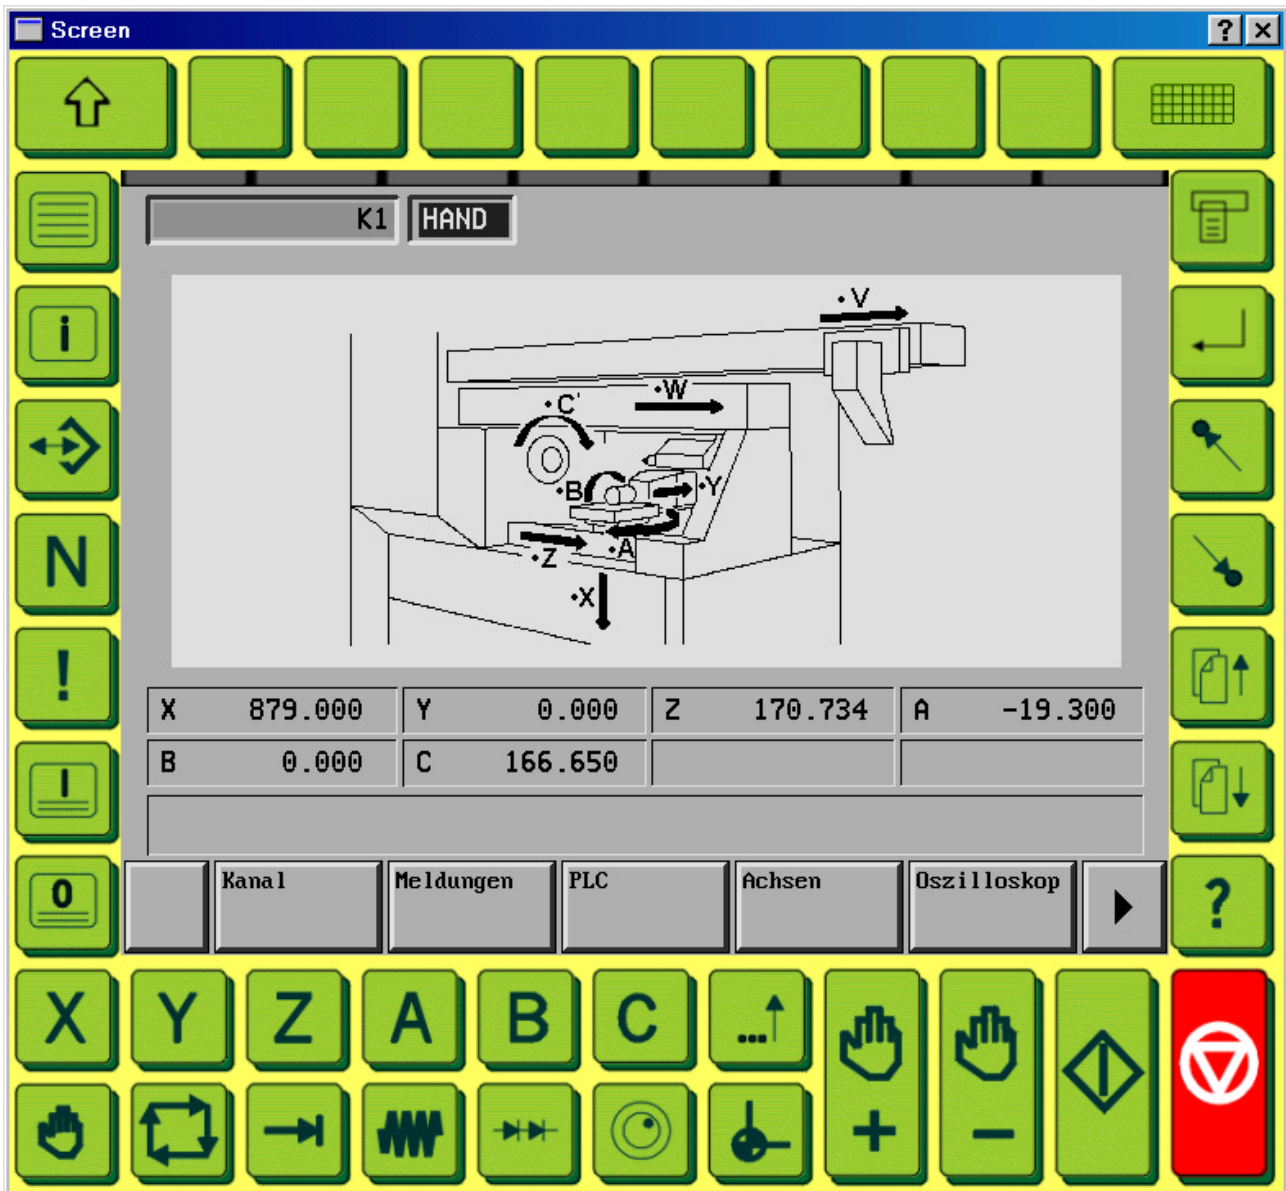 Screen
? ×
K1 HAND
i
N
!
I
0
?
•V
•W
•C'
•B
•Y
•Z
•A
•X
X 879.000 Y 0.000 Z 170.734 A -19.300
B 0.000 C 166.650
Kanal Meldungen PLC Achsen Oszilloskop
X Y Z A B C ...
+ −